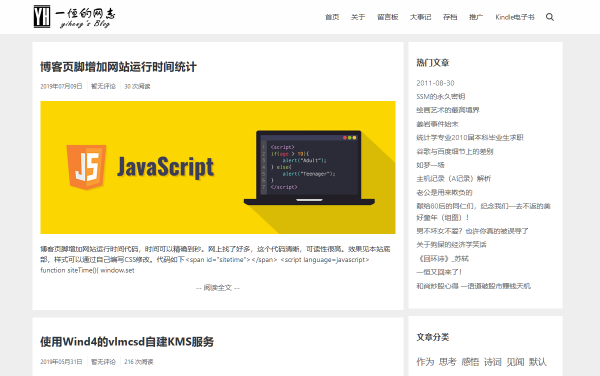 YH 一恒的网志
yiheng's Blog
首页 关于 留言板 大事记 存档 推广 Kindle电子书
博客页脚增加网站运行时间统计
2019年07月09日 暂无评论 30 次阅读
JS JavaScript
<script>
if(age > 19){
alert("Adult");
} else{
alert("Teenager");
}
</script>
博客页脚增加网站运行时间代码，时间可以精确到秒。网上找了好多，这个代码清晰，可读性很高。效果见本站底
部，样式可以通过自己编写CSS修改。代码如下<span id="sitetime"></span> <script language=javascript>
function siteTime(){ window.set
-- 阅读全文 --
使用Wind4的vlmcsd自建KMS服务
2019年05月31日 暂无评论 216 次阅读
热门文章
2011-08-30
SSM的永久密钥
绘画艺术的最高境界
姜岩事件始末
统计学专业2010届本科毕业生求职
谷歌与百度细节上的差别
如梦一场
主机记录（A记录）解析
老公是用来欺负的
献给80后的同仁们，纪念我们一去不返的美
好童年（组图）！
男不坏女不爱？也许你真的被误导了
关于狗屎的经济学笑话
《回环诗》_苏轼
一恒又回来了！
和尚炒股心得 一语道破股市赚钱天机
文章分类
作为 思考 感悟 诗词 见闻 默认